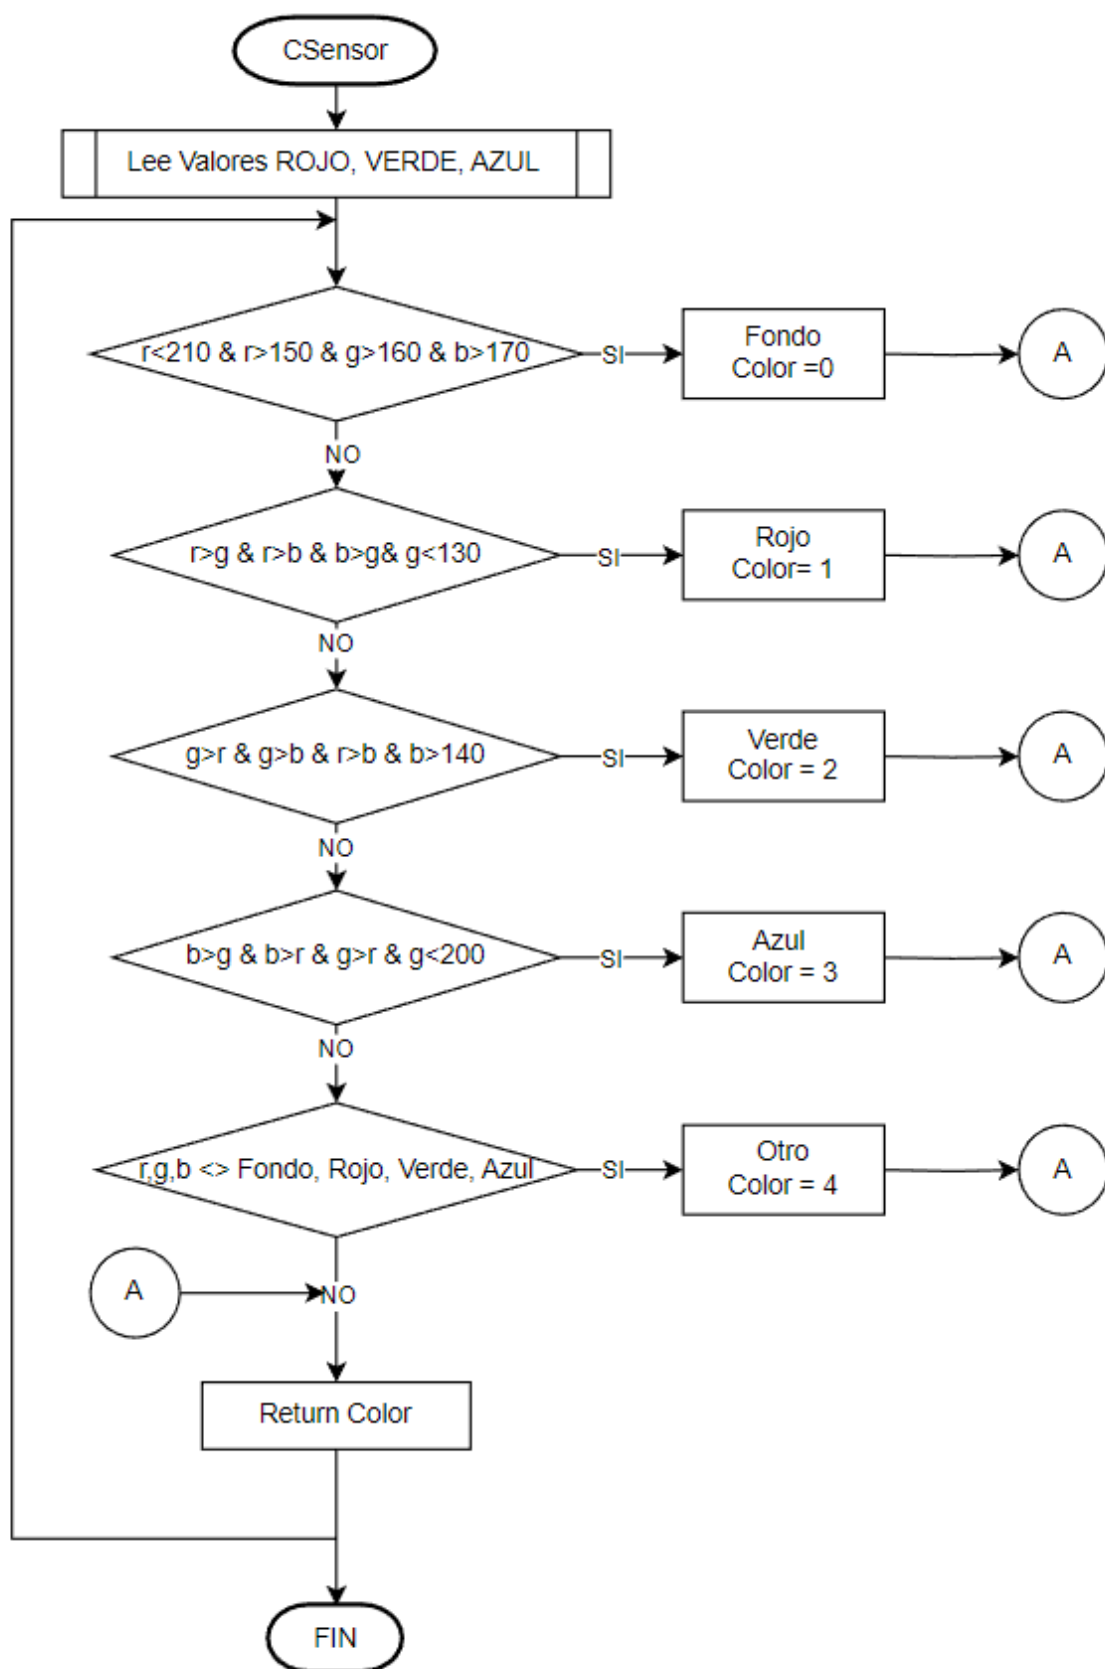 CSensor
Lee Valores ROJO, VERDE, AZUL
r<210 & r>150 & g>160 & b>170
SI
Fondo
Color =0
A
NO
r>g & r>b & b>g& g<130
SI
Rojo
Color= 1
A
NO
g>r & g>b & r>b & b>140
SI
Verde
Color = 2
A
NO
b>g & b>r & g>r & g<200
SI
Azul
Color = 3
A
NO
r,g,b <> Fondo, Rojo, Verde, Azul
SI
Otro
Color = 4
A
A
NO
Return Color
FIN